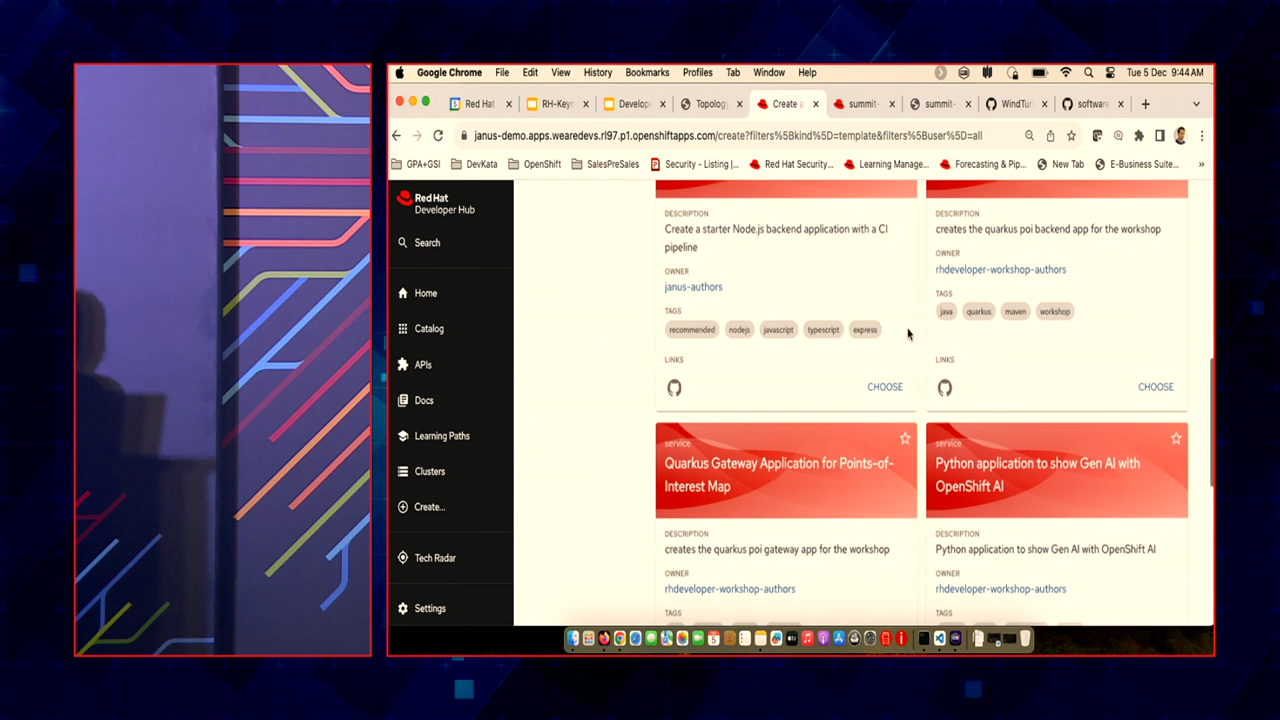 Google Chrome File Edit View History Bookmarks Profiles Tab Window Help
Tue 5 Dec 9:44 AM
Red Hat
RH-Keyn
Develop
Topology
Create a
summit-
summit-
WindTur
software
janus-demo.apps.wearedevs.rl97.p1.openshiftapps.com/create?filters%5Bkind%5D=template&filters%5Buser%5D=all
GPA+GSI
DevKata
OpenShift
SalesPreSales
Security - Listing |...
Red Hat Security...
Learning Manage...
Forecasting & Pip...
New Tab
E-Business Suite...
»
Red Hat
Developer Hub
Search
Home
Catalog
APIs
Docs
Learning Paths
Clusters
Create...
Tech Radar
Settings
DESCRIPTION
Create a starter Node.js backend application with a CI
pipeline
OWNER
janus-authors
TAGS
recommended
nodejs
javascript
typescript
express
LINKS
CHOOSE
DESCRIPTION
creates the quarkus poi backend app for the workshop
OWNER
rhdeveloper-workshop-authors
TAGS
java
quarkus
maven
workshop
LINKS
CHOOSE
service
Quarkus Gateway Application for Points-of-
Interest Map
DESCRIPTION
creates the quarkus poi gateway app for the workshop
OWNER
rhdeveloper-workshop-authors
TAGS
service
Python application to show Gen AI with
OpenShift AI
DESCRIPTION
Python application to show Gen AI with OpenShift AI
OWNER
rhdeveloper-workshop-authors
TAGS